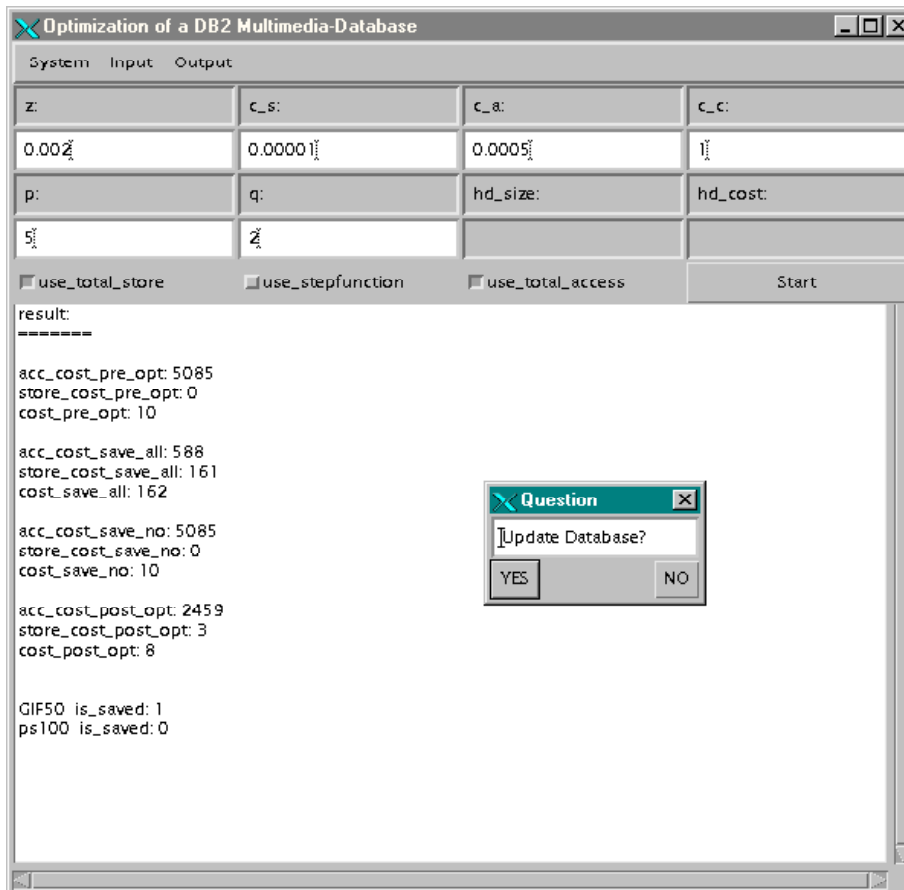 Optimization of a DB2 Multimedia-Database
System Input Output
z: c_s: c_a: c_c:
0.002 0.00001 0.0005 1
p: q: hd_size: hd_cost:
5 2
use_total_store use_stepfunction use_total_access Start
result:
=======
acc_cost_pre_opt: 5085
store_cost_pre_opt: 0
cost_pre_opt: 10
acc_cost_save_all: 588
store_cost_save_all: 161
cost_save_all: 162
acc_cost_save_no: 5085
store_cost_save_no: 0
cost_save_no: 10
acc_cost_post_opt: 2459
store_cost_post_opt: 3
cost_post_opt: 8
GIF50 is_saved: 1
ps100 is_saved: 0
Question
Update Database?
YES NO